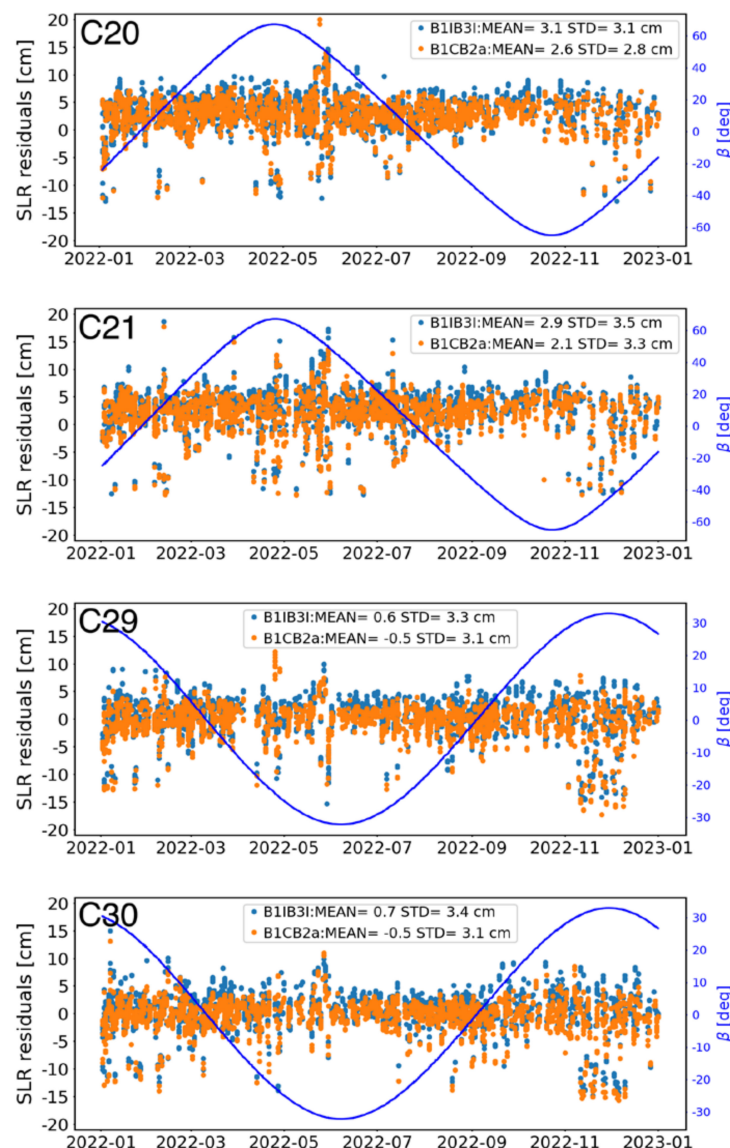 C20
B1IB3I:MEAN= 3.1 STD= 3.1 cm
B1CB2a:MEAN= 2.6 STD= 2.8 cm
SLR residuals [cm]
20
15
10
5
0
-5
-10
-15
-20
60
40
20
0
-20
-40
-60
β [deg]
2022-01 2022-03 2022-05 2022-07 2022-09 2022-11 2023-01
C21
B1IB3I:MEAN= 2.9 STD= 3.5 cm
B1CB2a:MEAN= 2.1 STD= 3.3 cm
SLR residuals [cm]
20
15
10
5
0
-5
-10
-15
-20
60
40
20
0
-20
-40
-60
β [deg]
2022-01 2022-03 2022-05 2022-07 2022-09 2022-11 2023-01
C29
B1IB3I:MEAN= 0.6 STD= 3.3 cm
B1CB2a:MEAN= -0.5 STD= 3.1 cm
SLR residuals [cm]
20
15
10
5
0
-5
-10
-15
-20
30
20
10
0
-10
-20
-30
β [deg]
2022-01 2022-03 2022-05 2022-07 2022-09 2022-11 2023-01
C30
B1IB3I:MEAN= 0.7 STD= 3.4 cm
B1CB2a:MEAN= -0.5 STD= 3.1 cm
SLR residuals [cm]
20
15
10
5
0
-5
-10
-15
-20
30
20
10
0
-10
-20
-30
β [deg]
2022-01 2022-03 2022-05 2022-07 2022-09 2022-11 2023-01